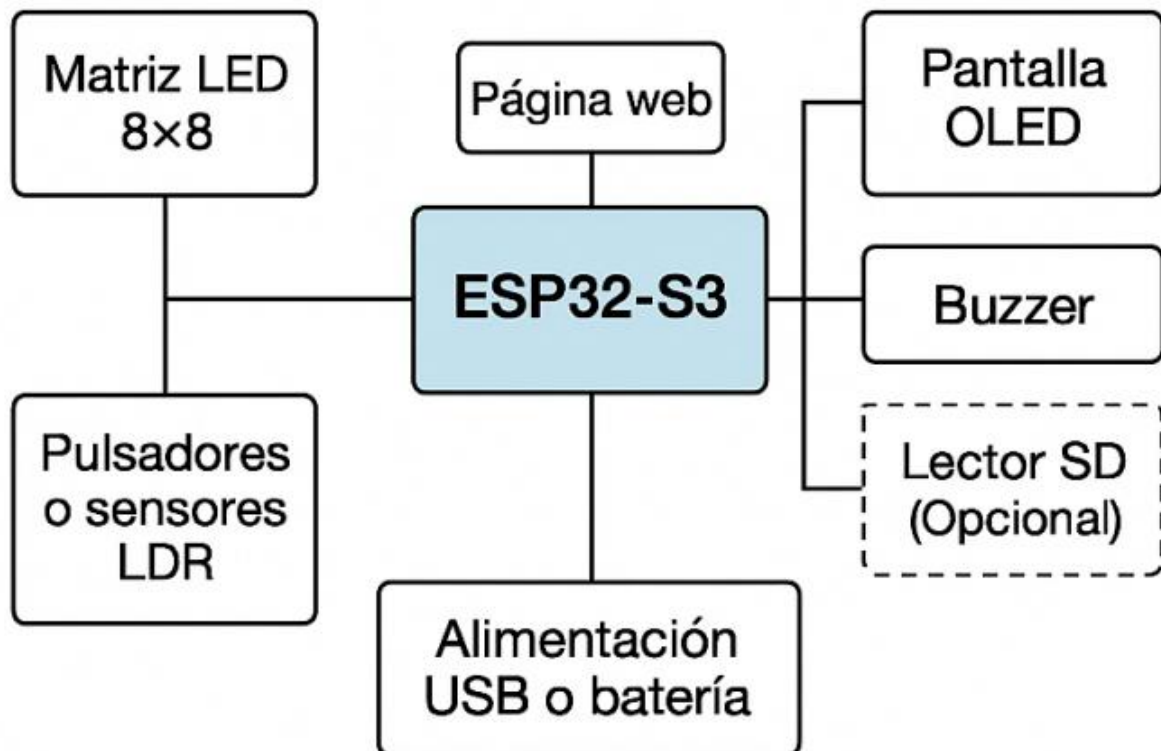 Matriz LED
8×8
Página web
Pantalla
OLED
ESP32-S3
Buzzer
Pulsadores
o sensores
LDR
Lector SD
(Opcional)
Alimentación
USB o batería